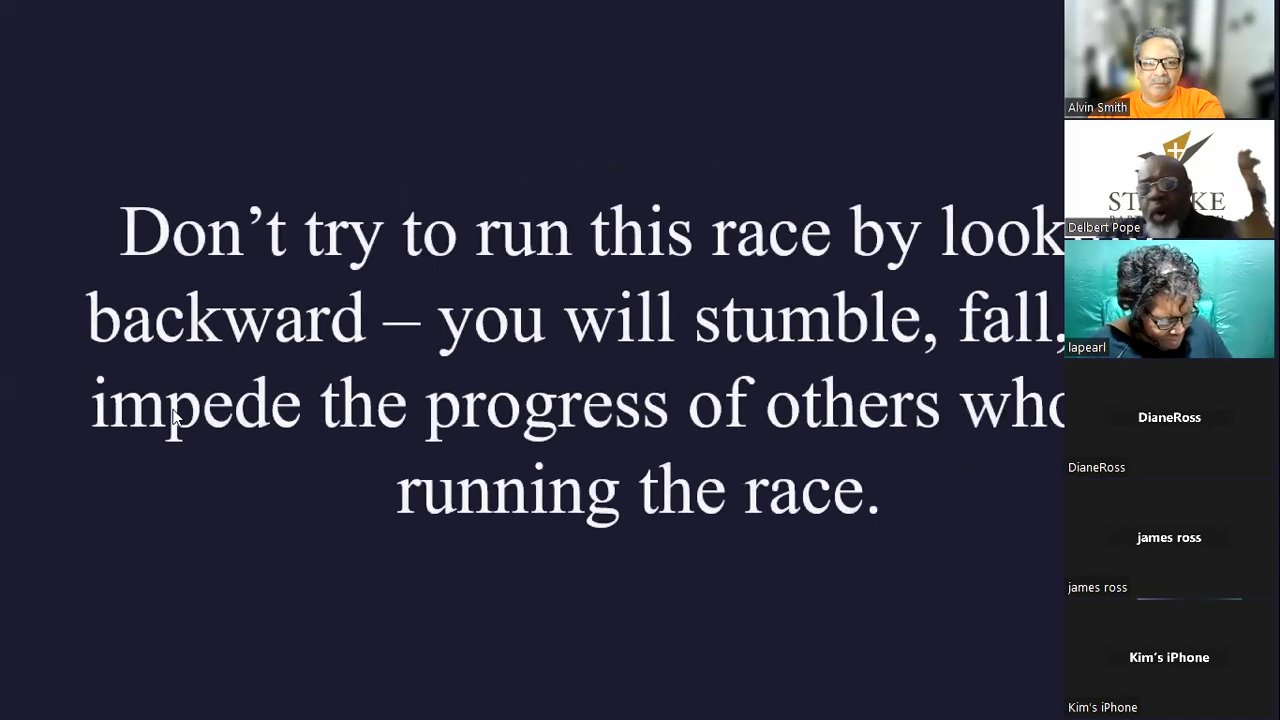 Don’t try to run this race by look
backward – you will stumble, fall,
impede the progress of others who
running the race.
Alvin Smith
Delbert Pope
lapearl
DianeRoss
DianeRoss
james ross
james ross
Kim's iPhone
Kim's iPhone